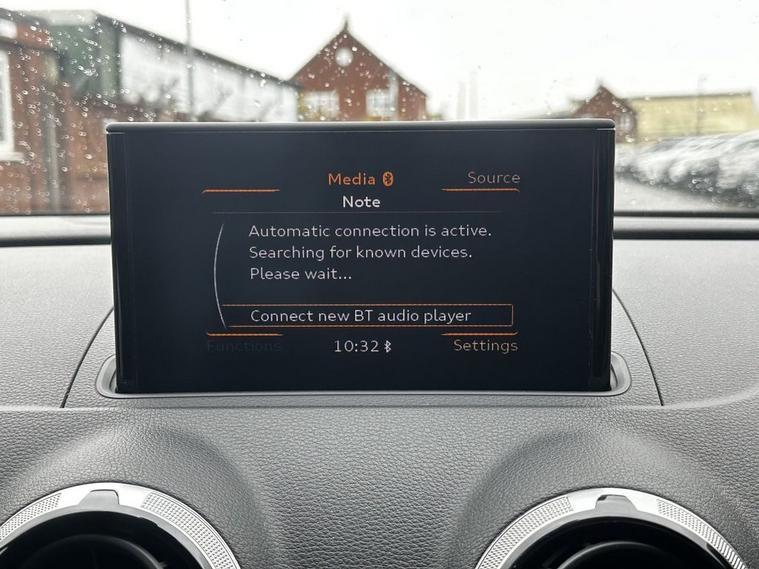 Media
Source
Note
Automatic connection is active.
Searching for known devices.
Please wait...
Connect new BT audio player
Functions
10:32
Settings